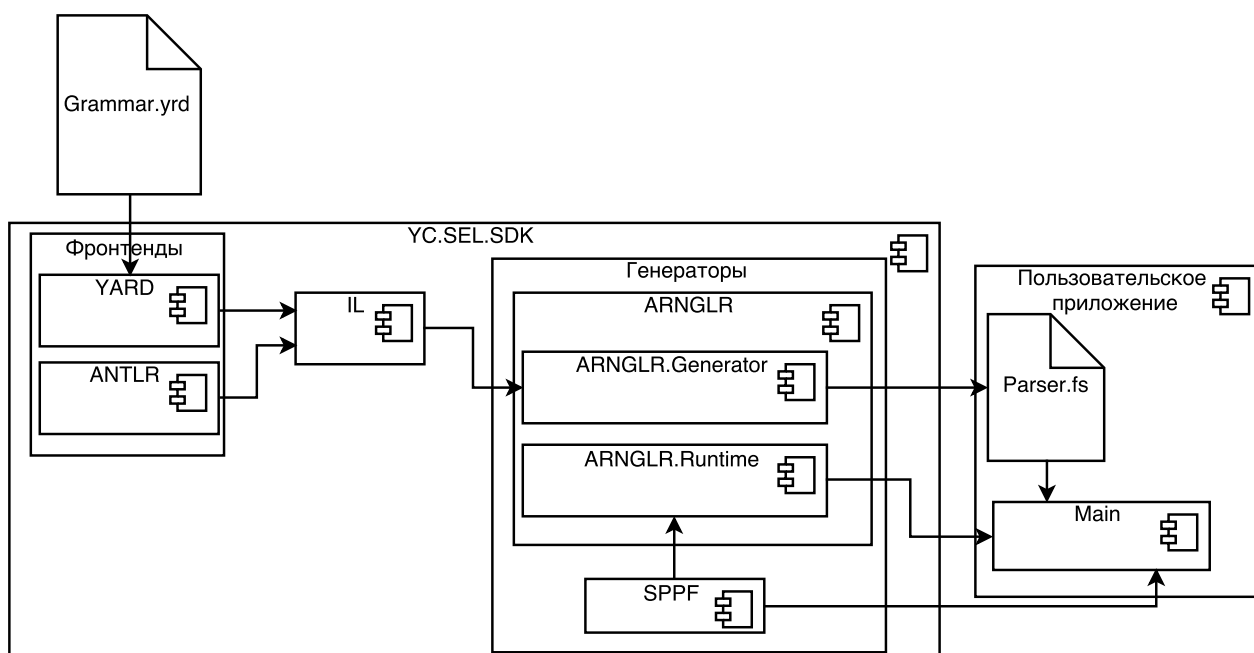 Grammar.yrd
YC.SEL.SDK
Фронтенды
YARD
ANTLR
IL
Генераторы
ARNGLR
ARNGLR.Generator
ARNGLR.Runtime
SPPF
Пользовательское
приложение
Parser.fs
Main